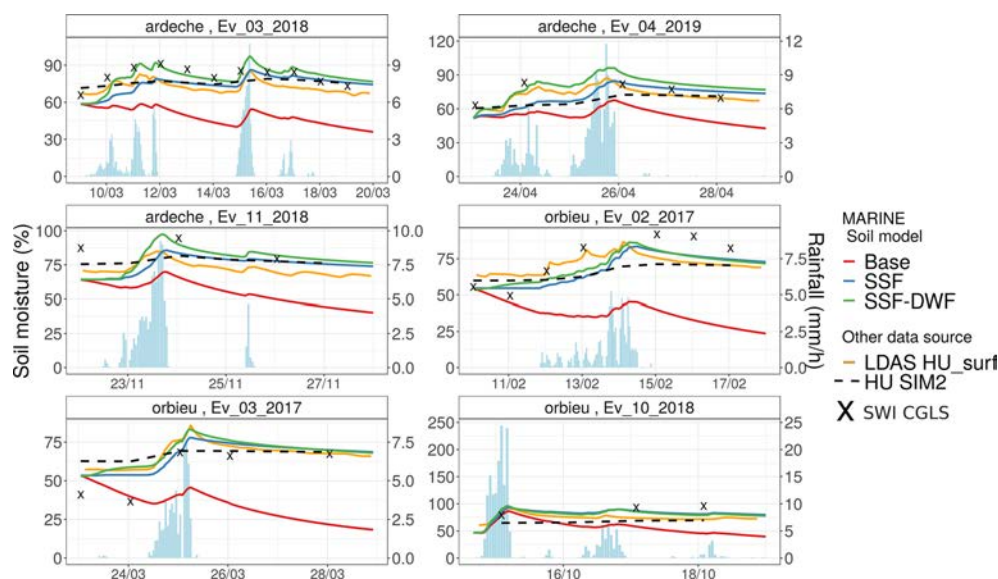 ardeche , Ev_03_2018
90
60
30
0
9
6
3
0
10/03 12/03 14/03 16/03 18/03 20/03
ardeche , Ev_04_2019
120
90
60
30
0
12
9
6
3
0
24/04 26/04 28/04
ardeche , Ev_11_2018
100
75
50
25
0
10.0
7.5
5.0
2.5
0.0
23/11 25/11 27/11
orbieu , Ev_02_2017
75
50
25
0
7.5
5.0
2.5
0.0
11/02 13/02 15/02 17/02
orbieu , Ev_03_2017
75
50
25
0
7.5
5.0
2.5
0.0
24/03 26/03 28/03
orbieu , Ev_10_2018
250
200
150
100
50
0
25
20
15
10
5
0
16/10 18/10
Soil moisture (%)
Rainfall (mm/h)
MARINE
Soil model
Base
SSF
SSF-DWF
Other data source
LDAS HU_surf
HU SIM2
X SWI CGLS